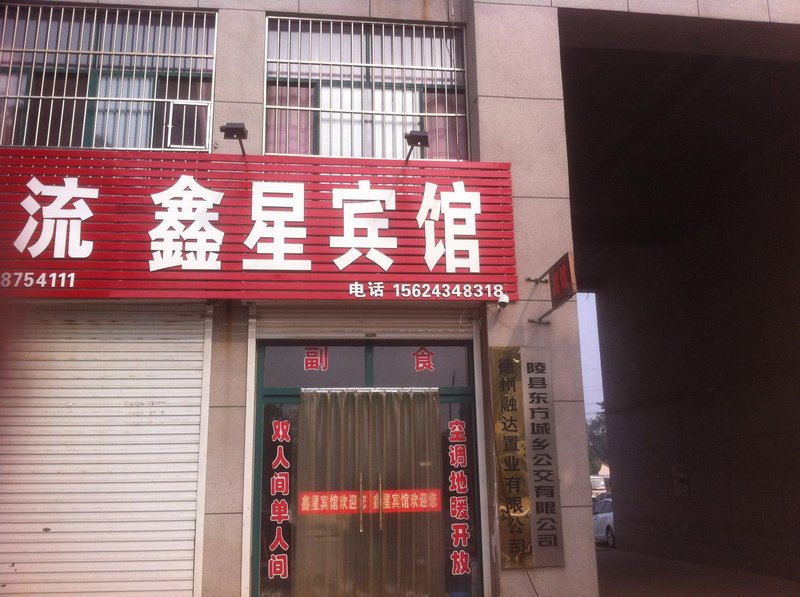 流
8754111
鑫星宾馆
电话 15624348318
副食
双人间单人间
空调地暖开放
鑫星宾馆欢迎
鑫星宾馆欢迎您
德州融达置业有限公司
陵县东方城乡公交有限公司